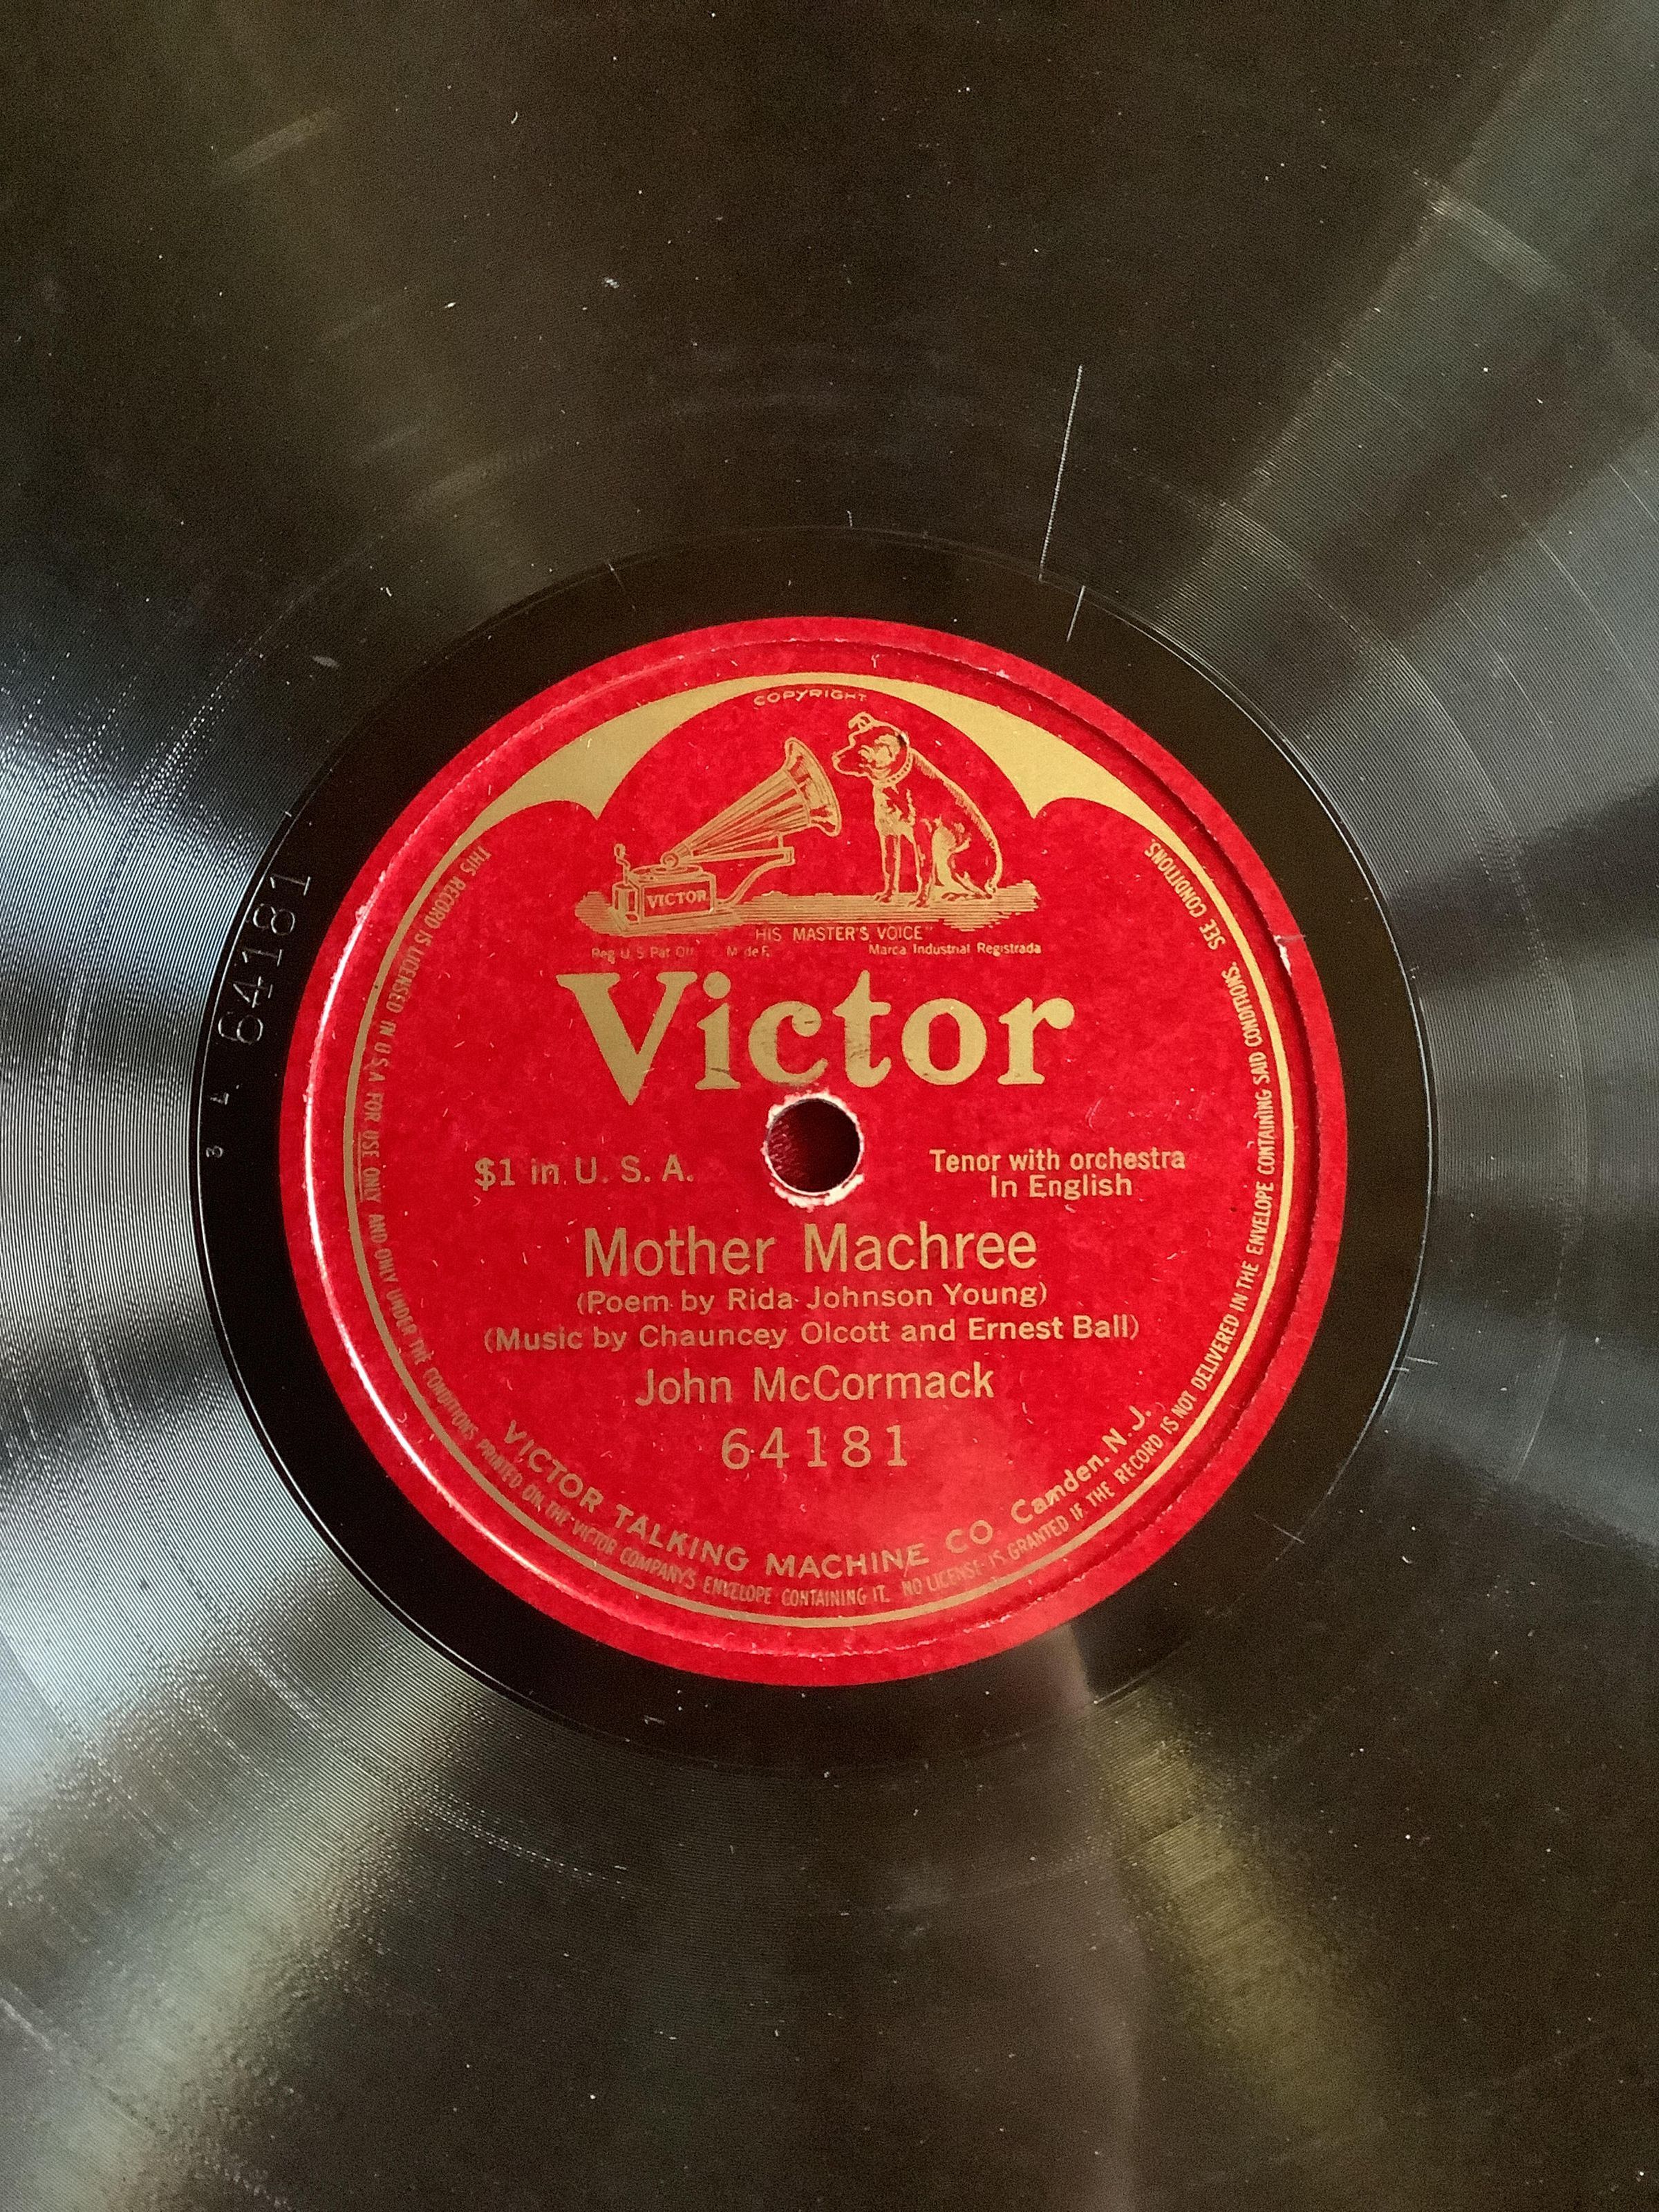 COPYRIGHT
VICTOR
"HIS MASTER'S VOICE"
Reg. U. S. Pat. Off. M. de F. Marca Industrial Registrada
Victor
$1 in U. S. A.
Tenor with orchestra
In English
Mother Machree
(Poem by Rida Johnson Young)
(Music by Chauncey Olcott and Ernest Ball)
John McCormack
64181
VICTOR TALKING MACHINE CO. Camden. N. J.
THIS RECORD IS LICENSED IN U.S.A. FOR USE ONLY AND ONLY UNDER THE CONDITIONS PRINTED ON THE VICTOR COMPANY'S ENVELOPE CONTAINING IT. NO LICENSE IS GRANTED IF THE RECORD IS NOT DELIVERED IN THE ENVELOPE CONTAINING SAID CONDITIONS. SEE CONDITIONS.
64181